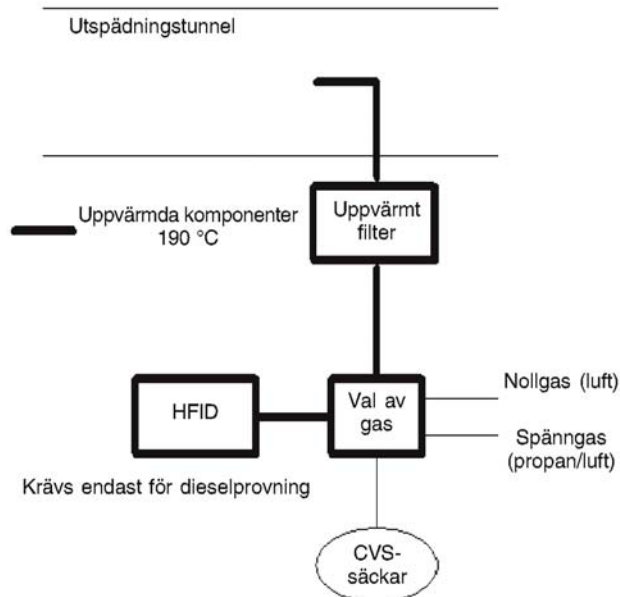 Utspädningstunnel
Uppvärmda komponenter
190 °C
Uppvärmt
filter
HFID
Val av
gas
Nollgas (luft)
Spänngas
(propan/luft)
Krävs endast för dieselprovning
CVS-
säckar